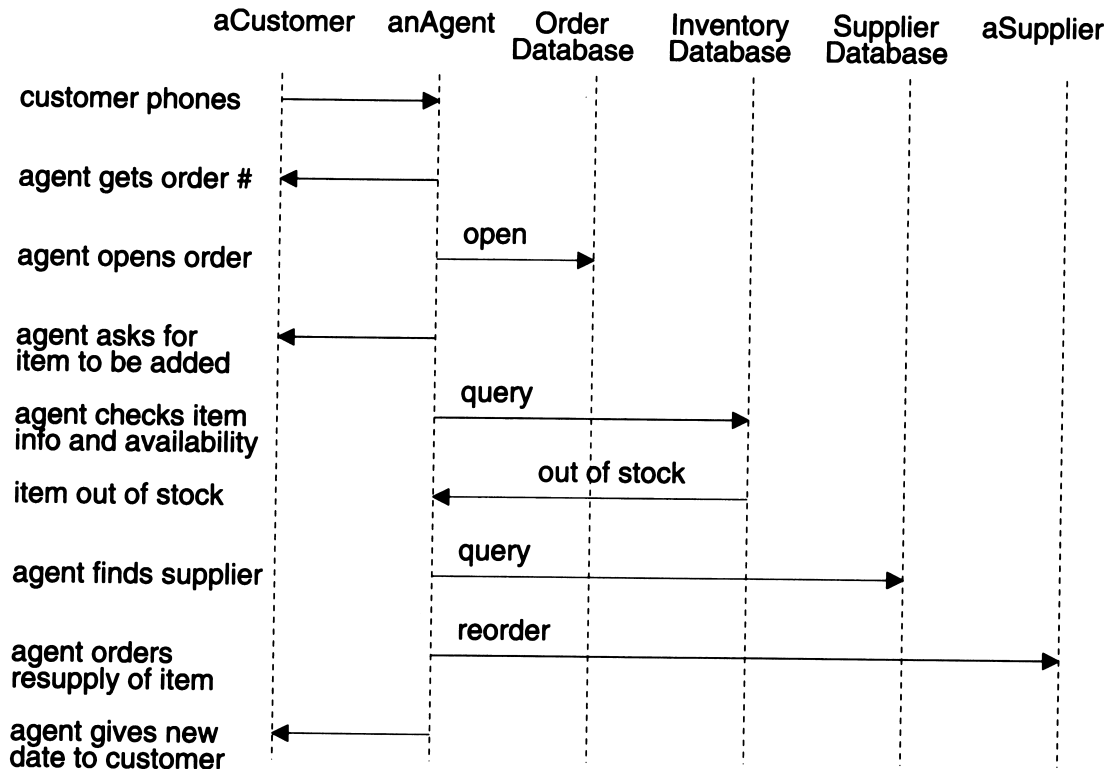 aCustomer anAgent Order Database Inventory Database Supplier Database aSupplier
customer phones
agent gets order #
open
agent opens order
agent asks for
item to be added
query
agent checks item
info and availability
out of stock
item out of stock
query
agent finds supplier
reorder
agent orders
resupply of item
agent gives new
date to customer